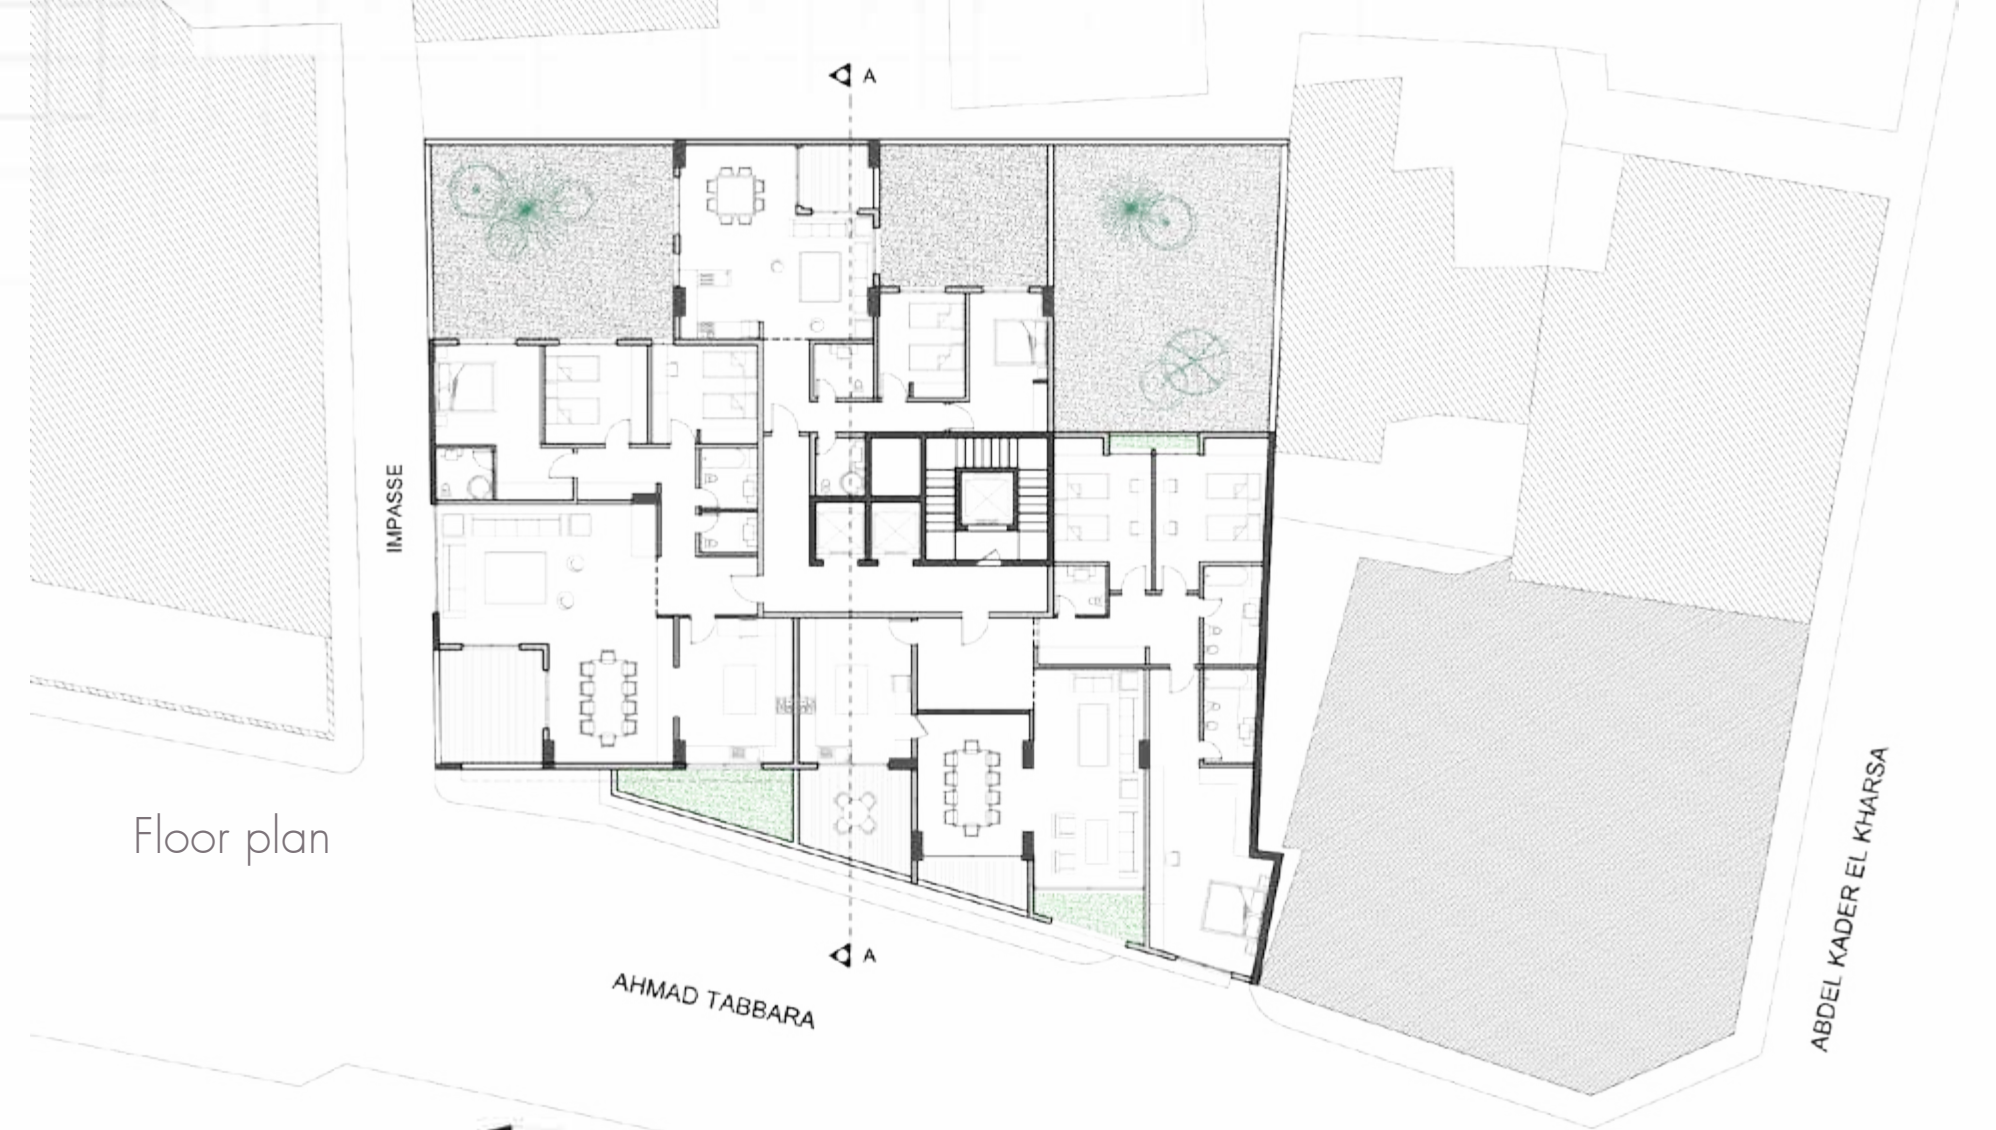 A
IMPASSE
Floor plan
A
AHMAD TABBARA
ABDEL KADER EL KHARSA